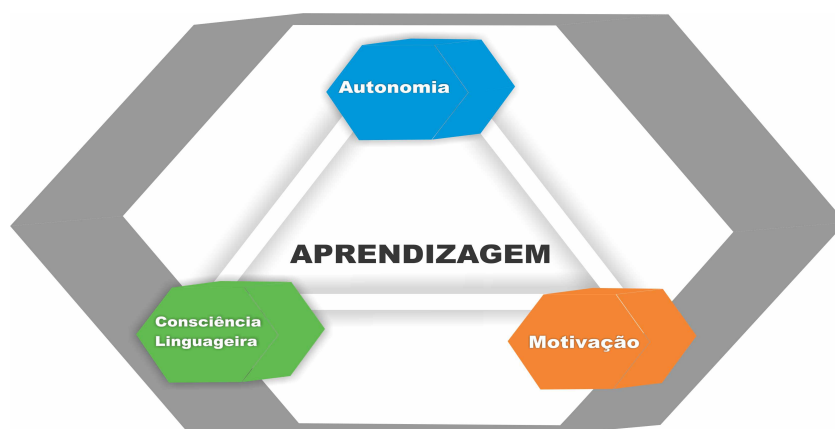 Autonomia
APRENDIZAGEM
Consciência
Linguageira
Motivação